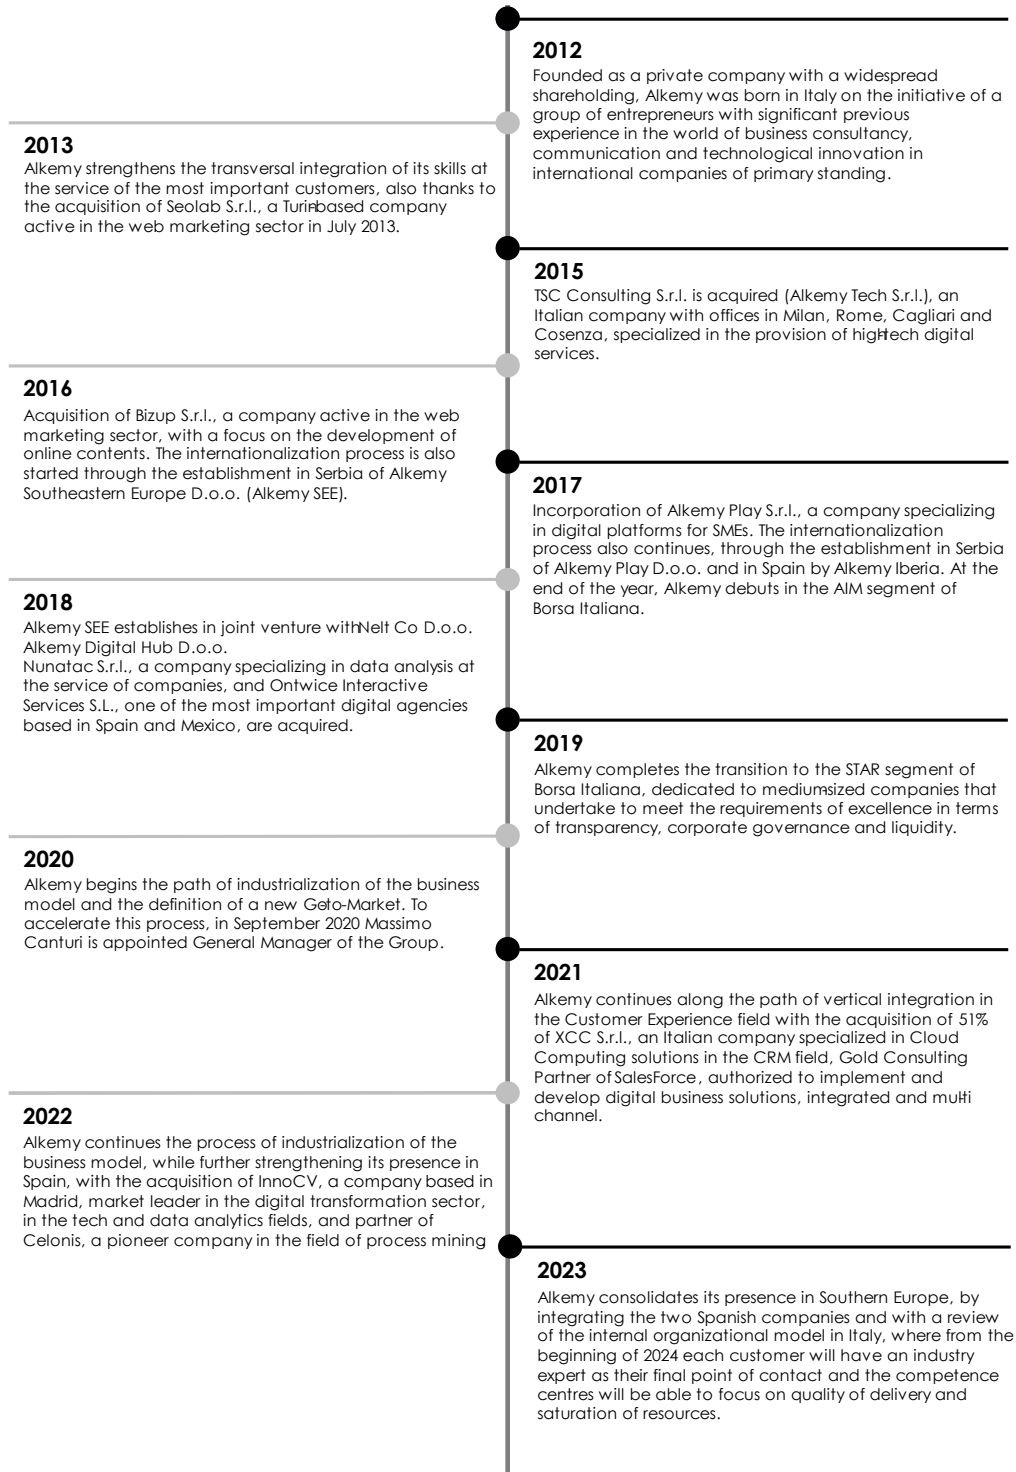 2012
Founded as a private company with a widespread
shareholding, Alkemy was born in Italy on the initiative of a
group of entrepreneurs with significant previous
experience in the world of business consultancy,
communication and technological innovation in
international companies of primary standing.
2013
Alkemy strengthens the transversal integration of its skills at
the service of the most important customers, also thanks to
the acquisition of Seolab S.r.l., a Turin-based company
active in the web marketing sector in July 2013.
2015
TSC Consulting S.r.l. is acquired (Alkemy Tech S.r.l.), an
Italian company with offices in Milan, Rome, Cagliari and
Cosenza, specialized in the provision of high-tech digital
services.
2016
Acquisition of Bizup S.r.l., a company active in the web
marketing sector, with a focus on the development of
online contents. The internationalization process is also
started through the establishment in Serbia of Alkemy
Southeastern Europe D.o.o. (Alkemy SEE).
2017
Incorporation of Alkemy Play S.r.l., a company specializing
in digital platforms for SMEs. The internationalization
process also continues, through the establishment in Serbia
of Alkemy Play D.o.o. and in Spain by Alkemy Iberia. At the
end of the year, Alkemy debuts in the AIM segment of
Borsa Italiana.
2018
Alkemy SEE establishes in joint venture with Nelt Co D.o.o.
Alkemy Digital Hub D.o.o.
Nunatac S.r.l., a company specializing in data analysis at
the service of companies, and Ontwice Interactive
Services S.L., one of the most important digital agencies
based in Spain and Mexico, are acquired.
2019
Alkemy completes the transition to the STAR segment of
Borsa Italiana, dedicated to medium-sized companies that
undertake to meet the requirements of excellence in terms
of transparency, corporate governance and liquidity.
2020
Alkemy begins the path of industrialization of the business
model and the definition of a new Go-to-Market. To
accelerate this process, in September 2020 Massimo
Canturi is appointed General Manager of the Group.
2021
Alkemy continues along the path of vertical integration in
the Customer Experience field with the acquisition of 51%
of XCC S.r.l., an Italian company specialized in Cloud
Computing solutions in the CRM field, Gold Consulting
Partner of SalesForce, authorized to implement and
develop digital business solutions, integrated and multi-
channel.
2022
Alkemy continues the process of industrialization of the
business model, while further strengthening its presence in
Spain, with the acquisition of InnoCV, a company based in
Madrid, market leader in the digital transformation sector,
in the tech and data analytics fields, and partner of
Celonis, a pioneer company in the field of process mining
2023
Alkemy consolidates its presence in Southern Europe, by
integrating the two Spanish companies and with a review
of the internal organizational model in Italy, where from the
beginning of 2024 each customer will have an industry
expert as their final point of contact and the competence
centres will be able to focus on quality of delivery and
saturation of resources.